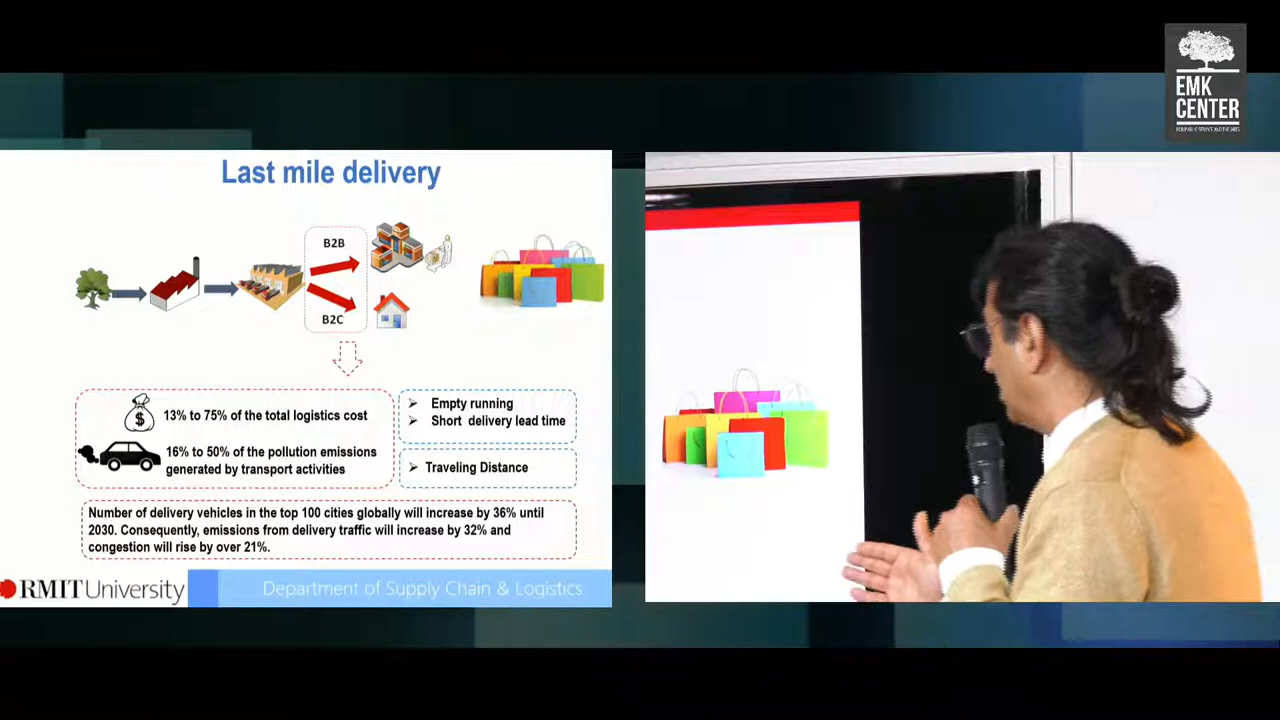 EMK
CENTER
Last mile delivery
B2B
B2C
13% to 75% of the total logistics cost
16% to 50% of the pollution emissions
generated by transport activities
➢ Empty running
➢ Short delivery lead time
➢ Traveling Distance
Number of delivery vehicles in the top 100 cities globally will increase by 36% until
2030. Consequently, emissions from delivery traffic will increase by 32% and
congestion will rise by over 21%.
RMIT University
Department of Supply Chain & Logistics